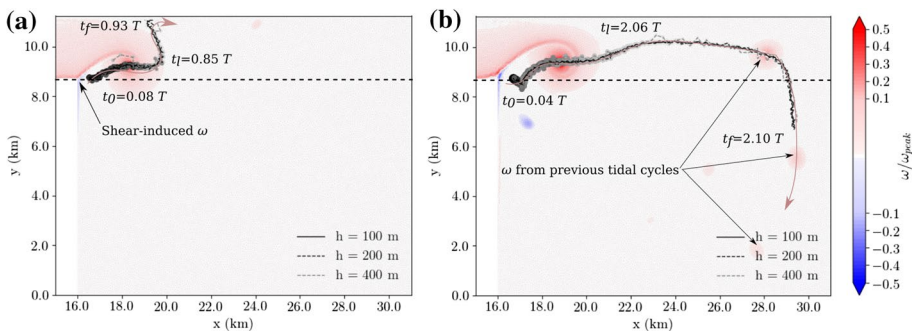 (a)
10.0
8.0
6.0
4.0
2.0
0.0
y (km)
16.0 18.0 20.0 22.0 24.0 26.0 28.0 30.0
x (km)
t_f=0.93 T
t_l=0.85 T
t_0=0.08 T
Shear-induced ω
h = 100 m
h = 200 m
h = 400 m
(b)
10.0
8.0
6.0
4.0
2.0
0.0
y (km)
16.0 18.0 20.0 22.0 24.0 26.0 28.0 30.0
x (km)
t_l=2.06 T
t_0=0.04 T
t_f=2.10 T
ω from previous tidal cycles
h = 100 m
h = 200 m
h = 400 m
0.5
0.4
0.3
0.2
0.1
−0.1
−0.2
−0.3
−0.4
−0.5
ω/ω_peak